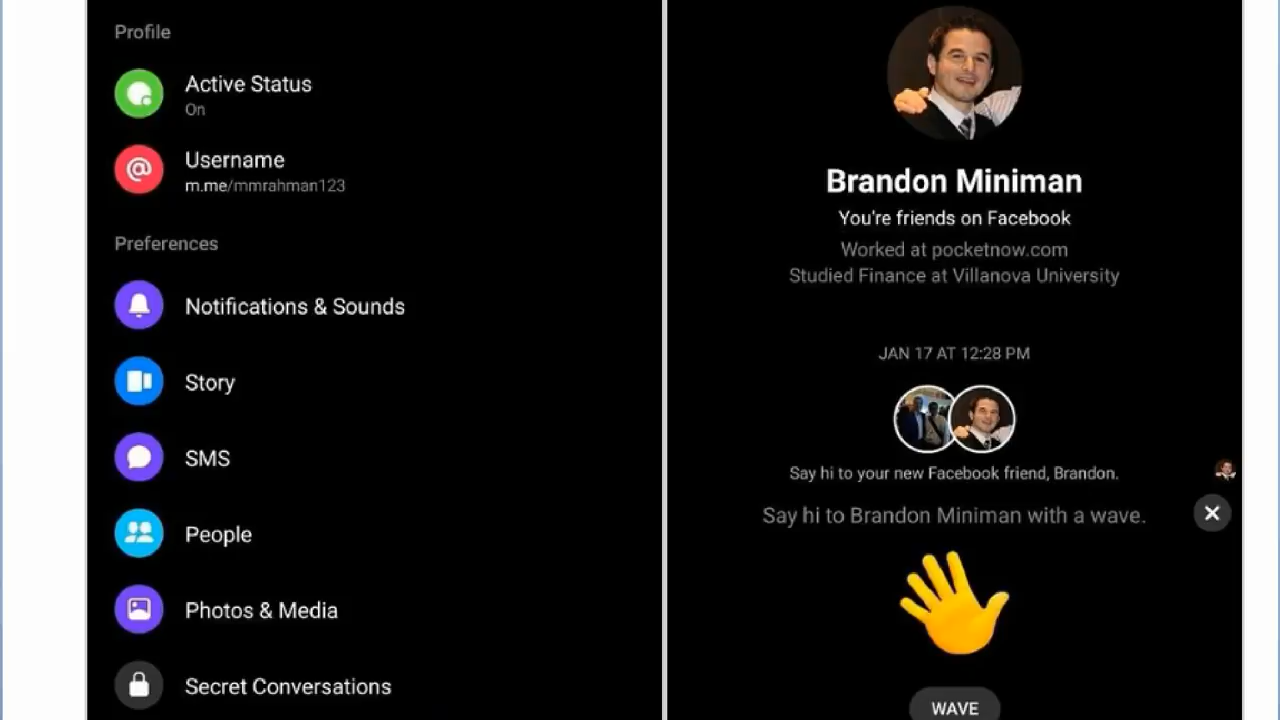 Profile
Active Status
On
Username
m.me/mmrahman123
Preferences
Notifications & Sounds
Story
SMS
People
Photos & Media
Secret Conversations
Brandon Miniman
You're friends on Facebook
Worked at pocketnow.com
Studied Finance at Villanova University
JAN 17 AT 12:28 PM
Say hi to your new Facebook friend, Brandon.
Say hi to Brandon Miniman with a wave.
WAVE